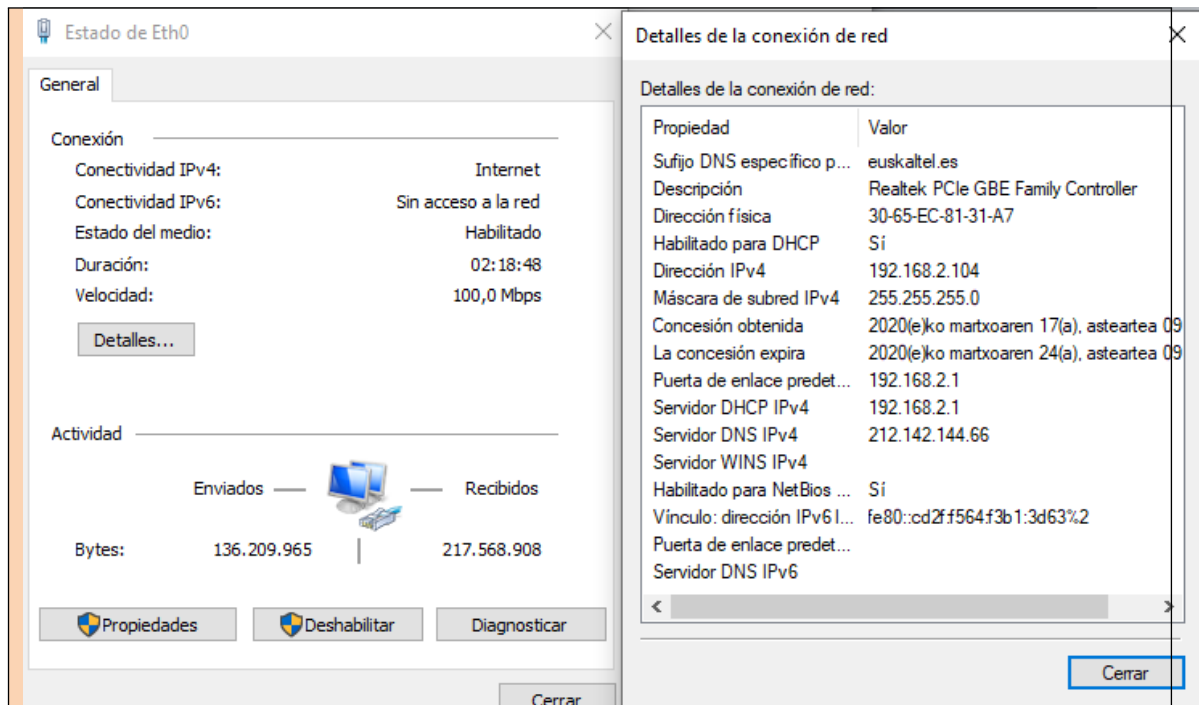 Estado de Eth0
General
Conexión
Conectividad IPv4: Internet
Conectividad IPv6: Sin acceso a la red
Estado del medio: Habilitado
Duración: 02:18:48
Velocidad: 100,0 Mbps
Detalles...
Actividad
Enviados Recibidos
Bytes: 136.209.965 217.568.908
Propiedades Deshabilitar Diagnosticar
Cerrar
Detalles de la conexión de red
Detalles de la conexión de red:
Propiedad Valor
Sufijo DNS específico p... euskaltel.es
Descripción Realtek PCIe GBE Family Controller
Dirección física 30-65-EC-81-31-A7
Habilitado para DHCP Sí
Dirección IPv4 192.168.2.104
Máscara de subred IPv4 255.255.255.0
Concesión obtenida 2020(e)ko martxoaren 17(a), asteartea 09
La concesión expira 2020(e)ko martxoaren 24(a), asteartea 09
Puerta de enlace predet... 192.168.2.1
Servidor DHCP IPv4 192.168.2.1
Servidor DNS IPv4 212.142.144.66
Servidor WINS IPv4
Habilitado para NetBios ... Sí
Vínculo: dirección IPv6 l... fe80::cd2f:f564:f3b1:3d63%2
Puerta de enlace predet...
Servidor DNS IPv6
Cerrar